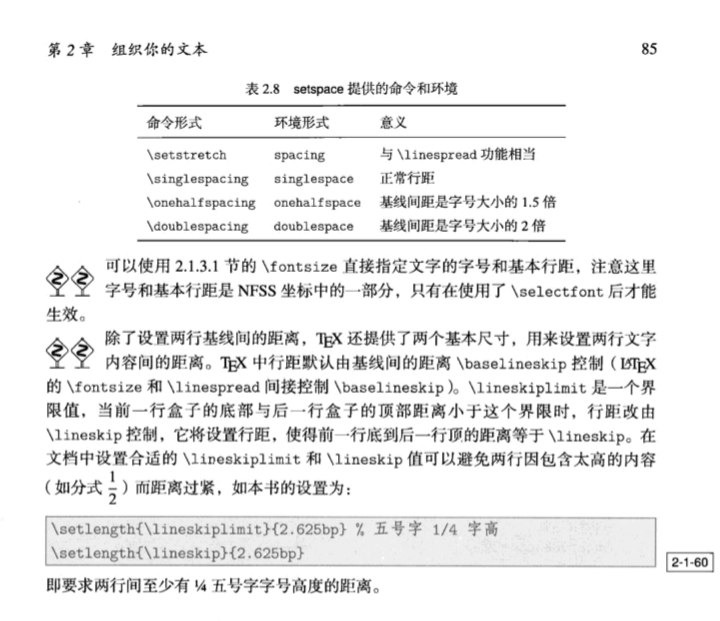 第 2 章 组织你的文本 85
表 2.8 setspace 提供的命令和环境
命令形式 环境形式 意义
\setstretch spacing 与 \linespread 功能相当
\singlespacing singlespace 正常行距
\onehalfspacing onehalfspace 基线间距是字号大小的 1.5 倍
\doublespacing doublespace 基线间距是字号大小的 2 倍
可以使用 2.1.3.1 节的 \fontsize 直接指定文字的字号和基本行距，注意这里
字号和基本行距是 NFSS 坐标中的一部分，只有在使用了 \selectfont 后才能
生效。
除了设置两行基线间的距离，TEX 还提供了两个基本尺寸，用来设置两行文字
内容间的距离。TEX 中行距默认由基线间的距离 \baselineskip 控制（LATEX
的 \fontsize 和 \linespread 间接控制 \baselineskip）。\lineskiplimit 是一个界
限值，当前一行盒子的底部与后一行盒子的顶部距离小于这个界限时，行距改由
\lineskip 控制，它将设置行距，使得前一行底到后一行顶的距离等于 \lineskip。在
文档中设置合适的 \lineskiplimit 和 \lineskip 值可以避免两行因包含太高的内容
（如分式 1/2）而距离过紧，如本书的设置为：
\setlength{\lineskiplimit}{2.625bp} % 五号字 1/4 字高
\setlength{\lineskip}{2.625bp}
2-1-60
即要求两行间至少有 ¼ 五号字字号高度的距离。